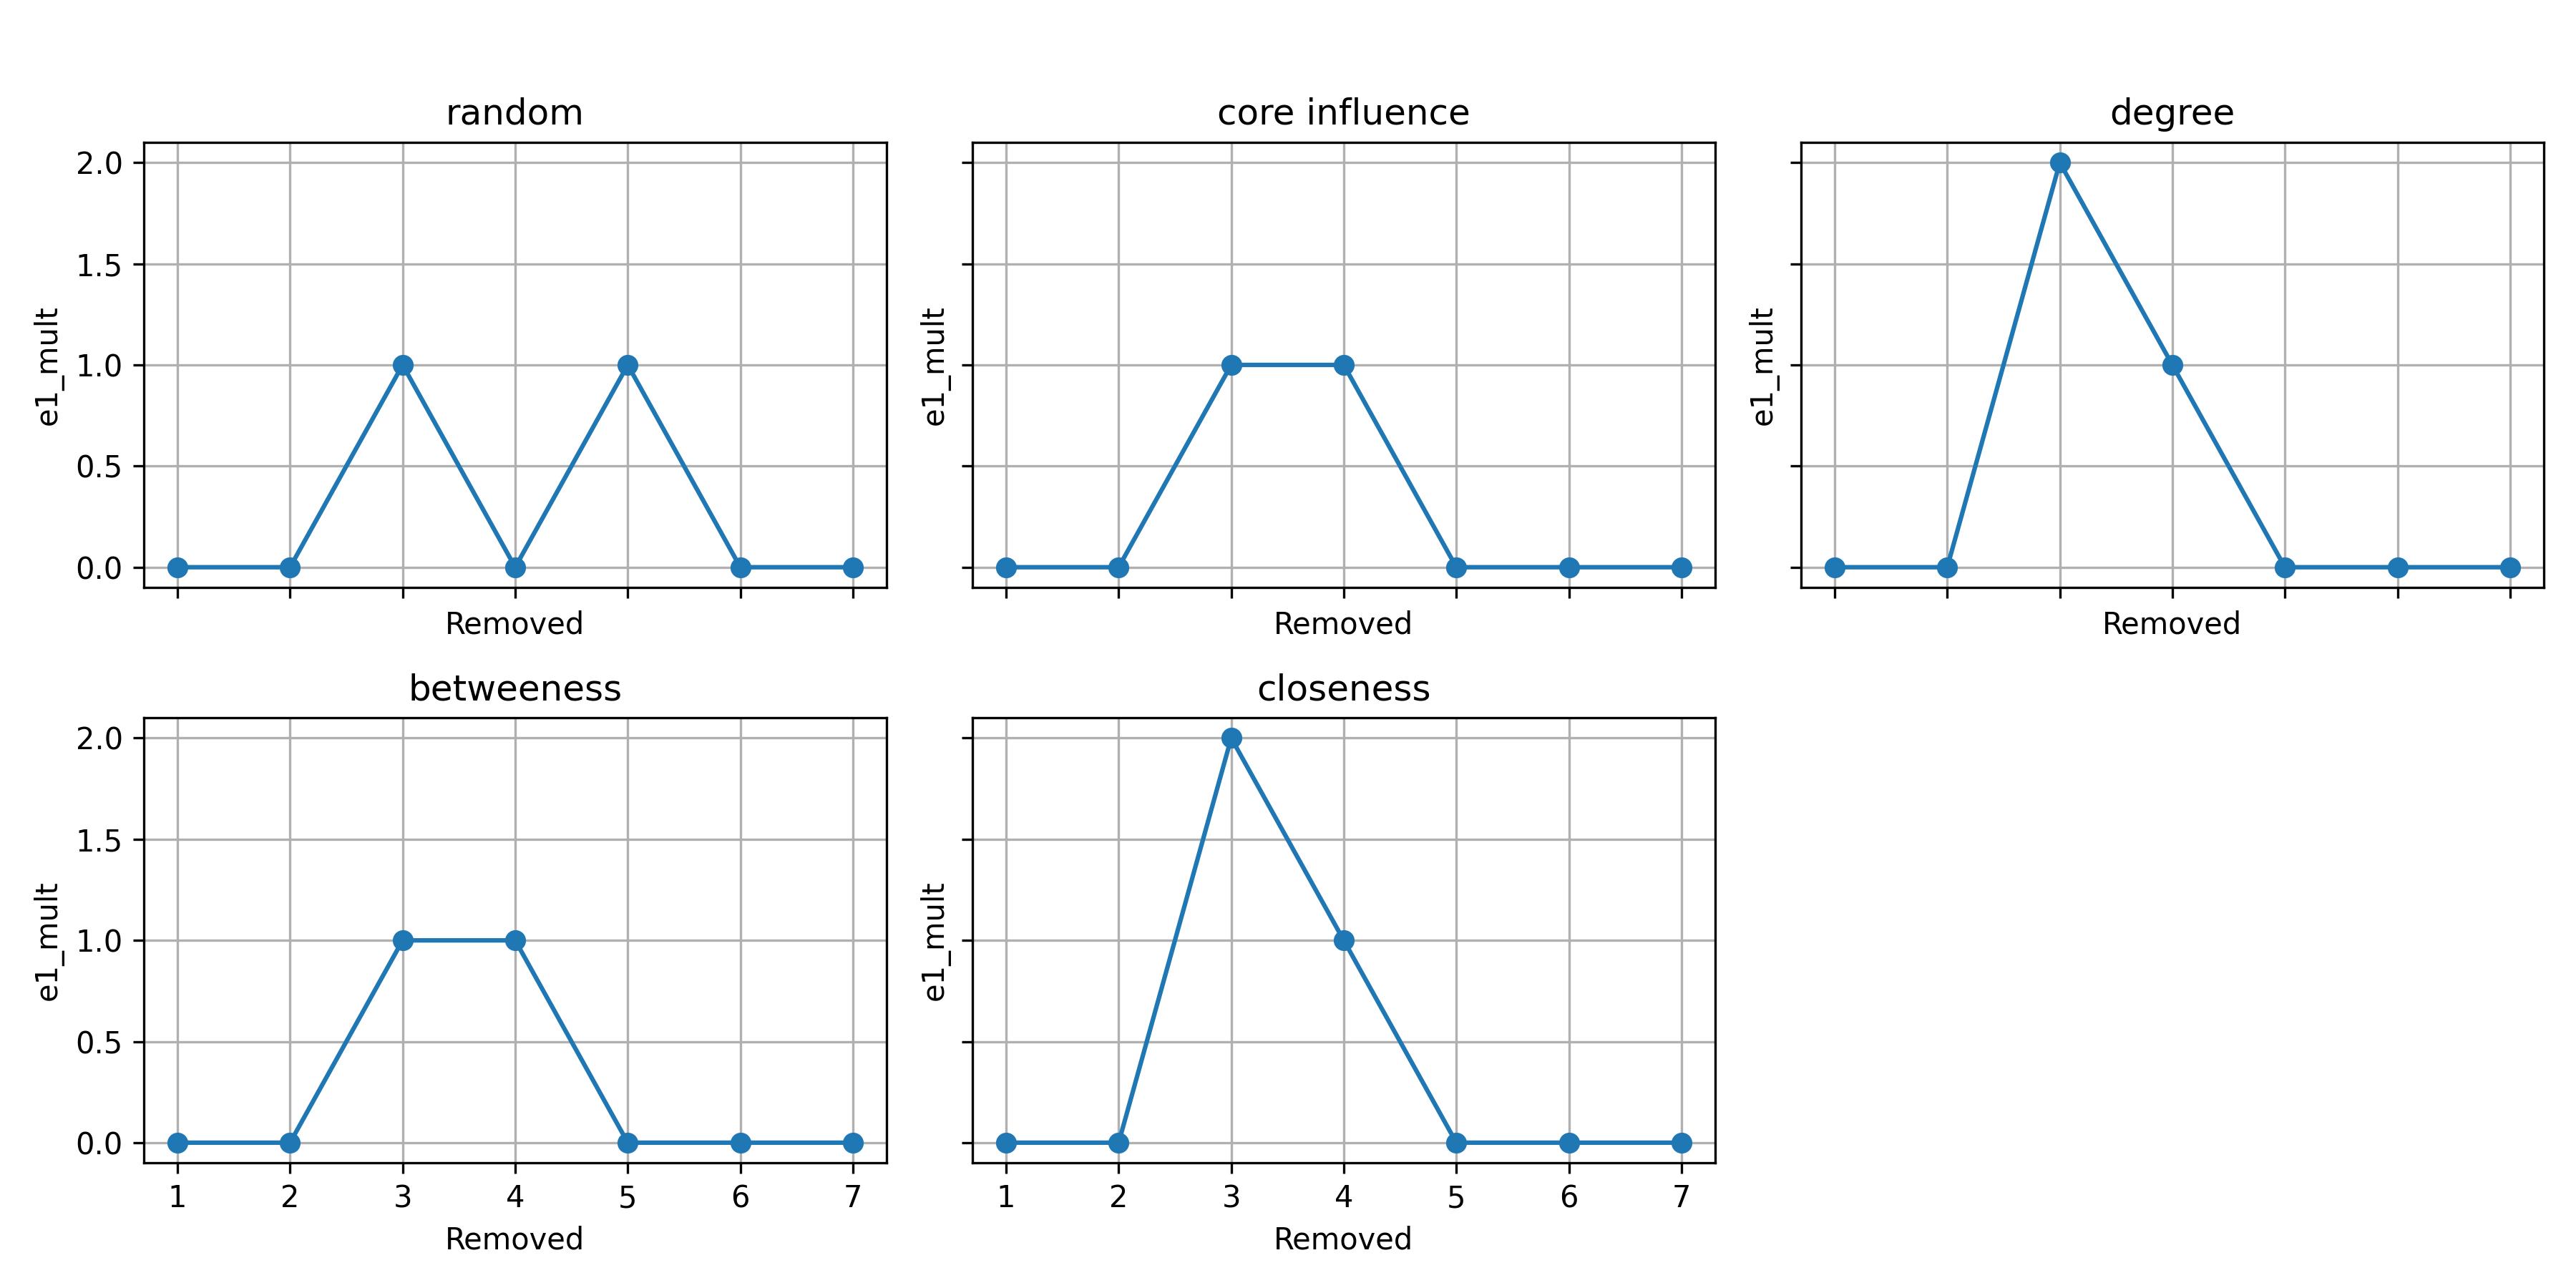 random
2.0
1.5
1.0
0.5
0.0
e1_mult
Removed
core influence
e1_mult
Removed
degree
e1_mult
Removed
betweeness
2.0
1.5
1.0
0.5
0.0
e1_mult
1 2 3 4 5 6 7
Removed
closeness
e1_mult
1 2 3 4 5 6 7
Removed